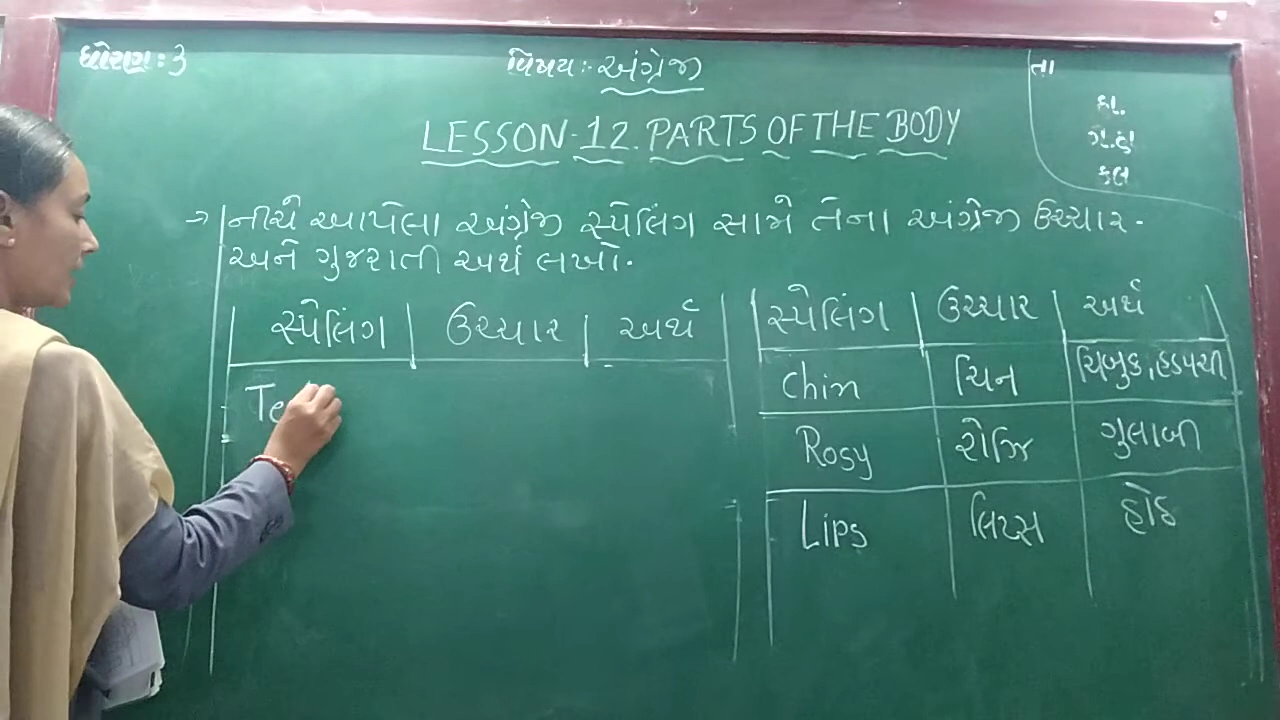 ધોરણ : 3
વિષય :- અંગ્રેજી
તા
LESSON-12. PARTS OF THE BODY
ક્લ
→ નીચે આપેલા અંગ્રેજી સ્પેલિંગ સામે તેના અંગ્રેજી ઉચ્ચાર
અને ગુજરાતી અર્થ લખો.
સ્પેલિંગ ઉચ્ચાર અર્થ
Te
સ્પેલિંગ ઉચ્ચાર અર્થ
Chin ચિન ચિબુક, હડપચી
Rosy રોઝિ ગુલાબી
Lips લિપ્સ હોઠ